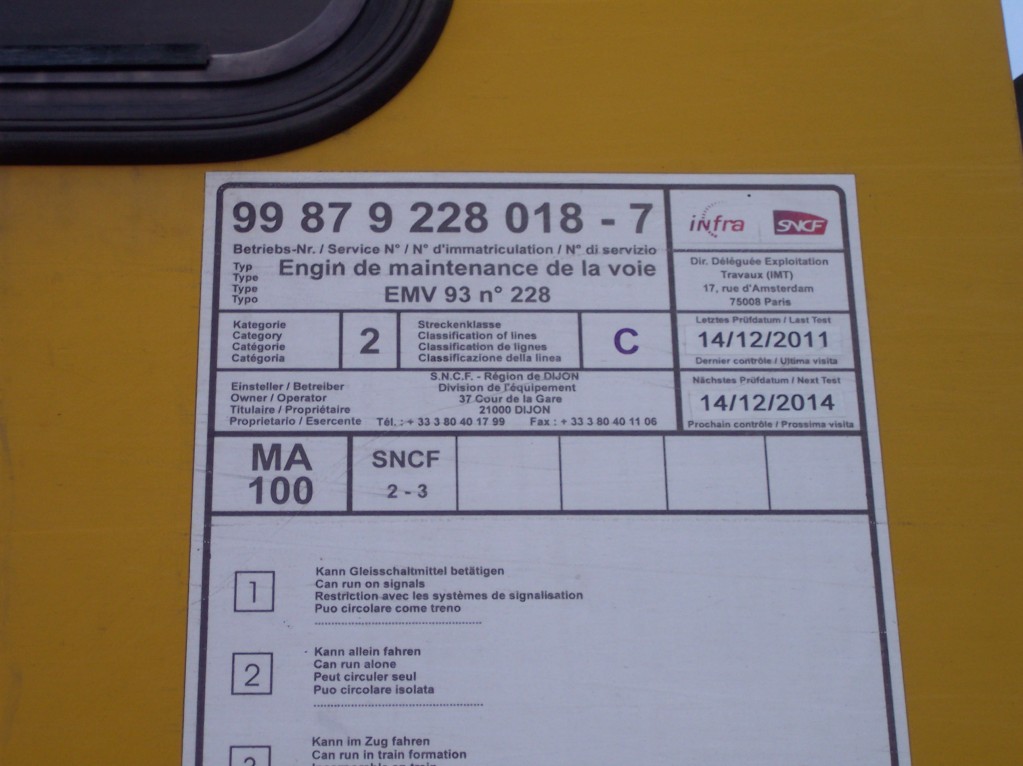 99 87 9 228 018 - 7
infra SNCF
Betriebs-Nr. / Service N° / N° d'immatriculation / N° di servizio
Typ
Type
Type
Typo
Engin de maintenance de la voie
EMV 93 n° 228
Dir. Déléguée Exploitation
Travaux (IMT)
17, rue d'Amsterdam
75008 Paris
Kategorie
Category
Catégorie
Catégoria
2
Streckenklasse
Classification of lines
Classification de lignes
Classificazione della linea
C
Letztes Prüfdatum / Last Test
14/12/2011
Dernier contrôle / Ultima visita
Einsteller / Betreiber
Owner / Operator
Titulaire / Propriétaire
Proprietario / Esercente
S.N.C.F. - Région de DIJON
Division de l'équipement
37 Cour de la Gare
21000 DIJON
Tél. : + 33 3 80 40 17 99 Fax : + 33 3 80 40 11 06
Nächstes Prüfdatum / Next Test
14/12/2014
Prochain contrôle / Prossima visita
MA
100
SNCF
2 - 3
1
Kann Gleisschaltmittel betätigen
Can run on signals
Restriction avec les systèmes de signalisation
Puo circolare come treno
2
Kann allein fahren
Can run alone
Peut circuler seul
Puo circolare isolata
Kann im Zug fahren
Can run in train formation